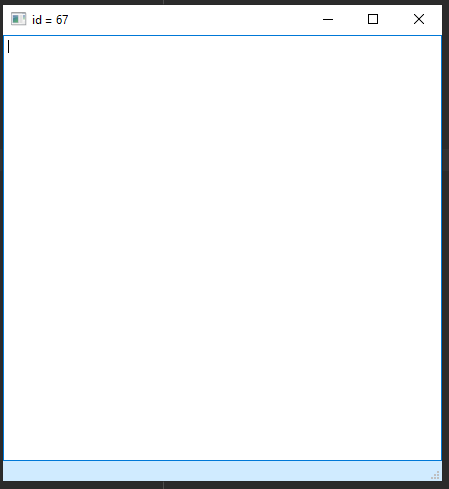 id = 67